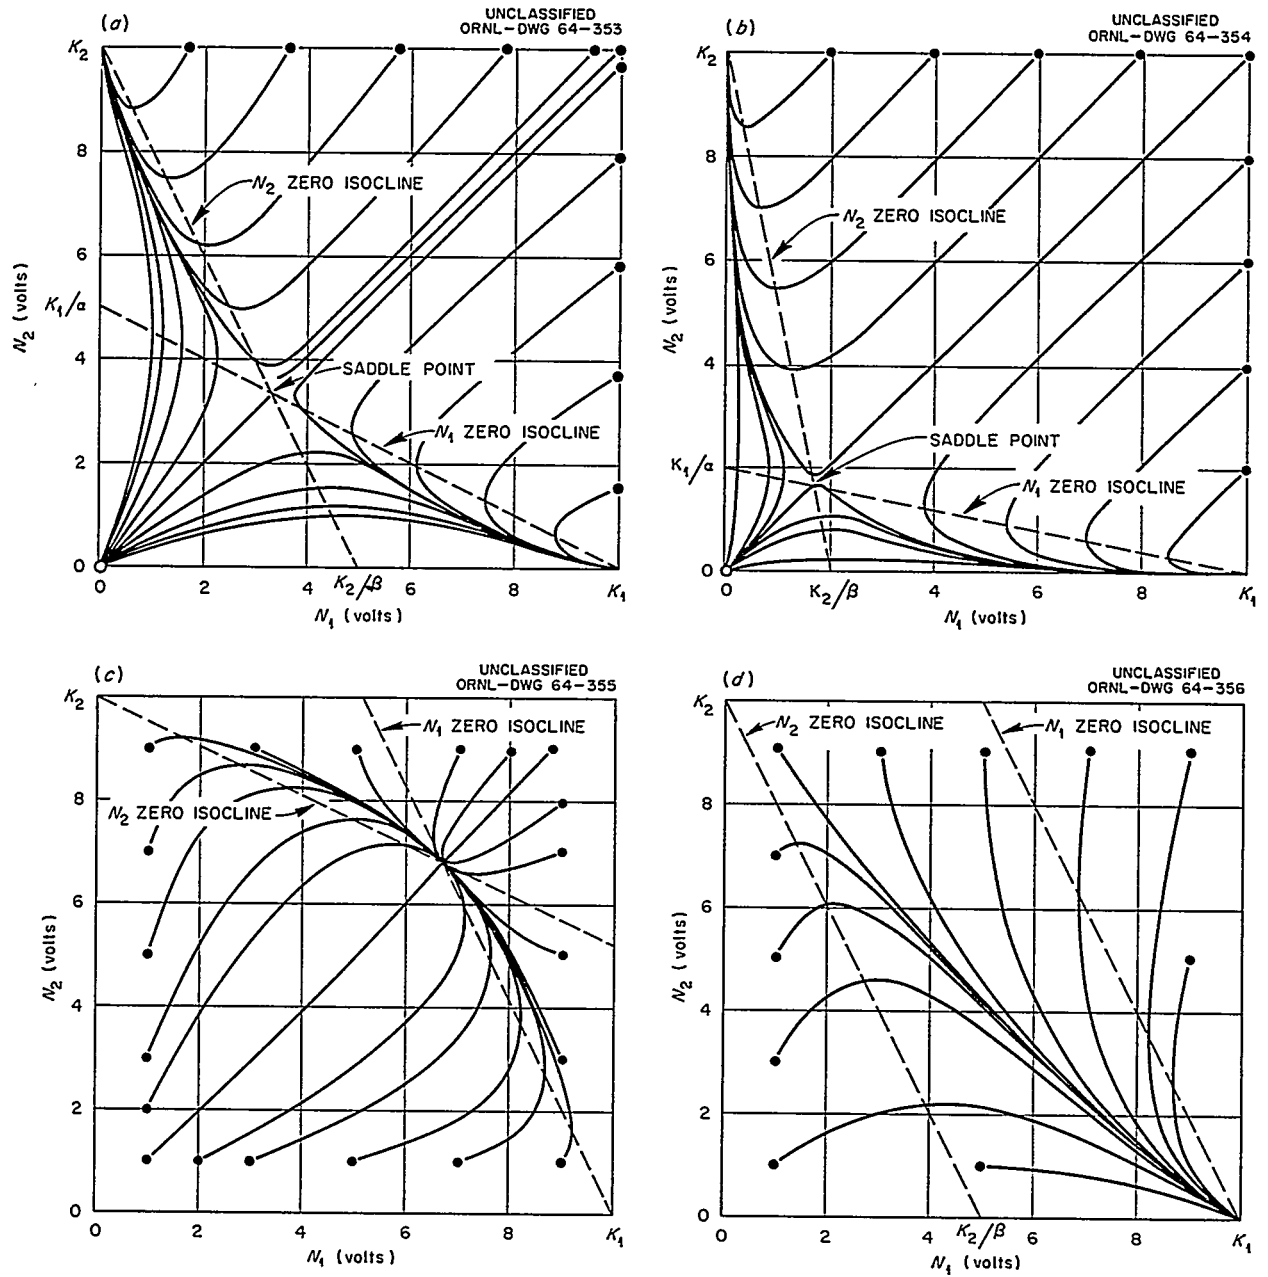 (a)
UNCLASSIFIED
ORNL-DWG 64-353
K2
8
6
K1/α
4
2
0
N2 (volts)
N2 ZERO ISOCLINE
SADDLE POINT
N1 ZERO ISOCLINE
0 2 4 K2/β 6 8 K1
N1 (volts)
(b)
UNCLASSIFIED
ORNL-DWG 64-354
K2
8
6
4
K1/α
0
N2 (volts)
N2 ZERO ISOCLINE
SADDLE POINT
N1 ZERO ISOCLINE
0 K2/β 4 6 8 K1
N1 (volts)
(c)
UNCLASSIFIED
ORNL-DWG 64-355
K2
8
6
4
2
0
N2 (volts)
N1 ZERO ISOCLINE
N2 ZERO ISOCLINE
0 2 4 6 8 K1
N1 (volts)
(d)
UNCLASSIFIED
ORNL-DWG 64-356
K2
8
6
4
2
0
N2 (volts)
N2 ZERO ISOCLINE
N1 ZERO ISOCLINE
0 2 4 K2/β 6 8 K1
N1 (volts)